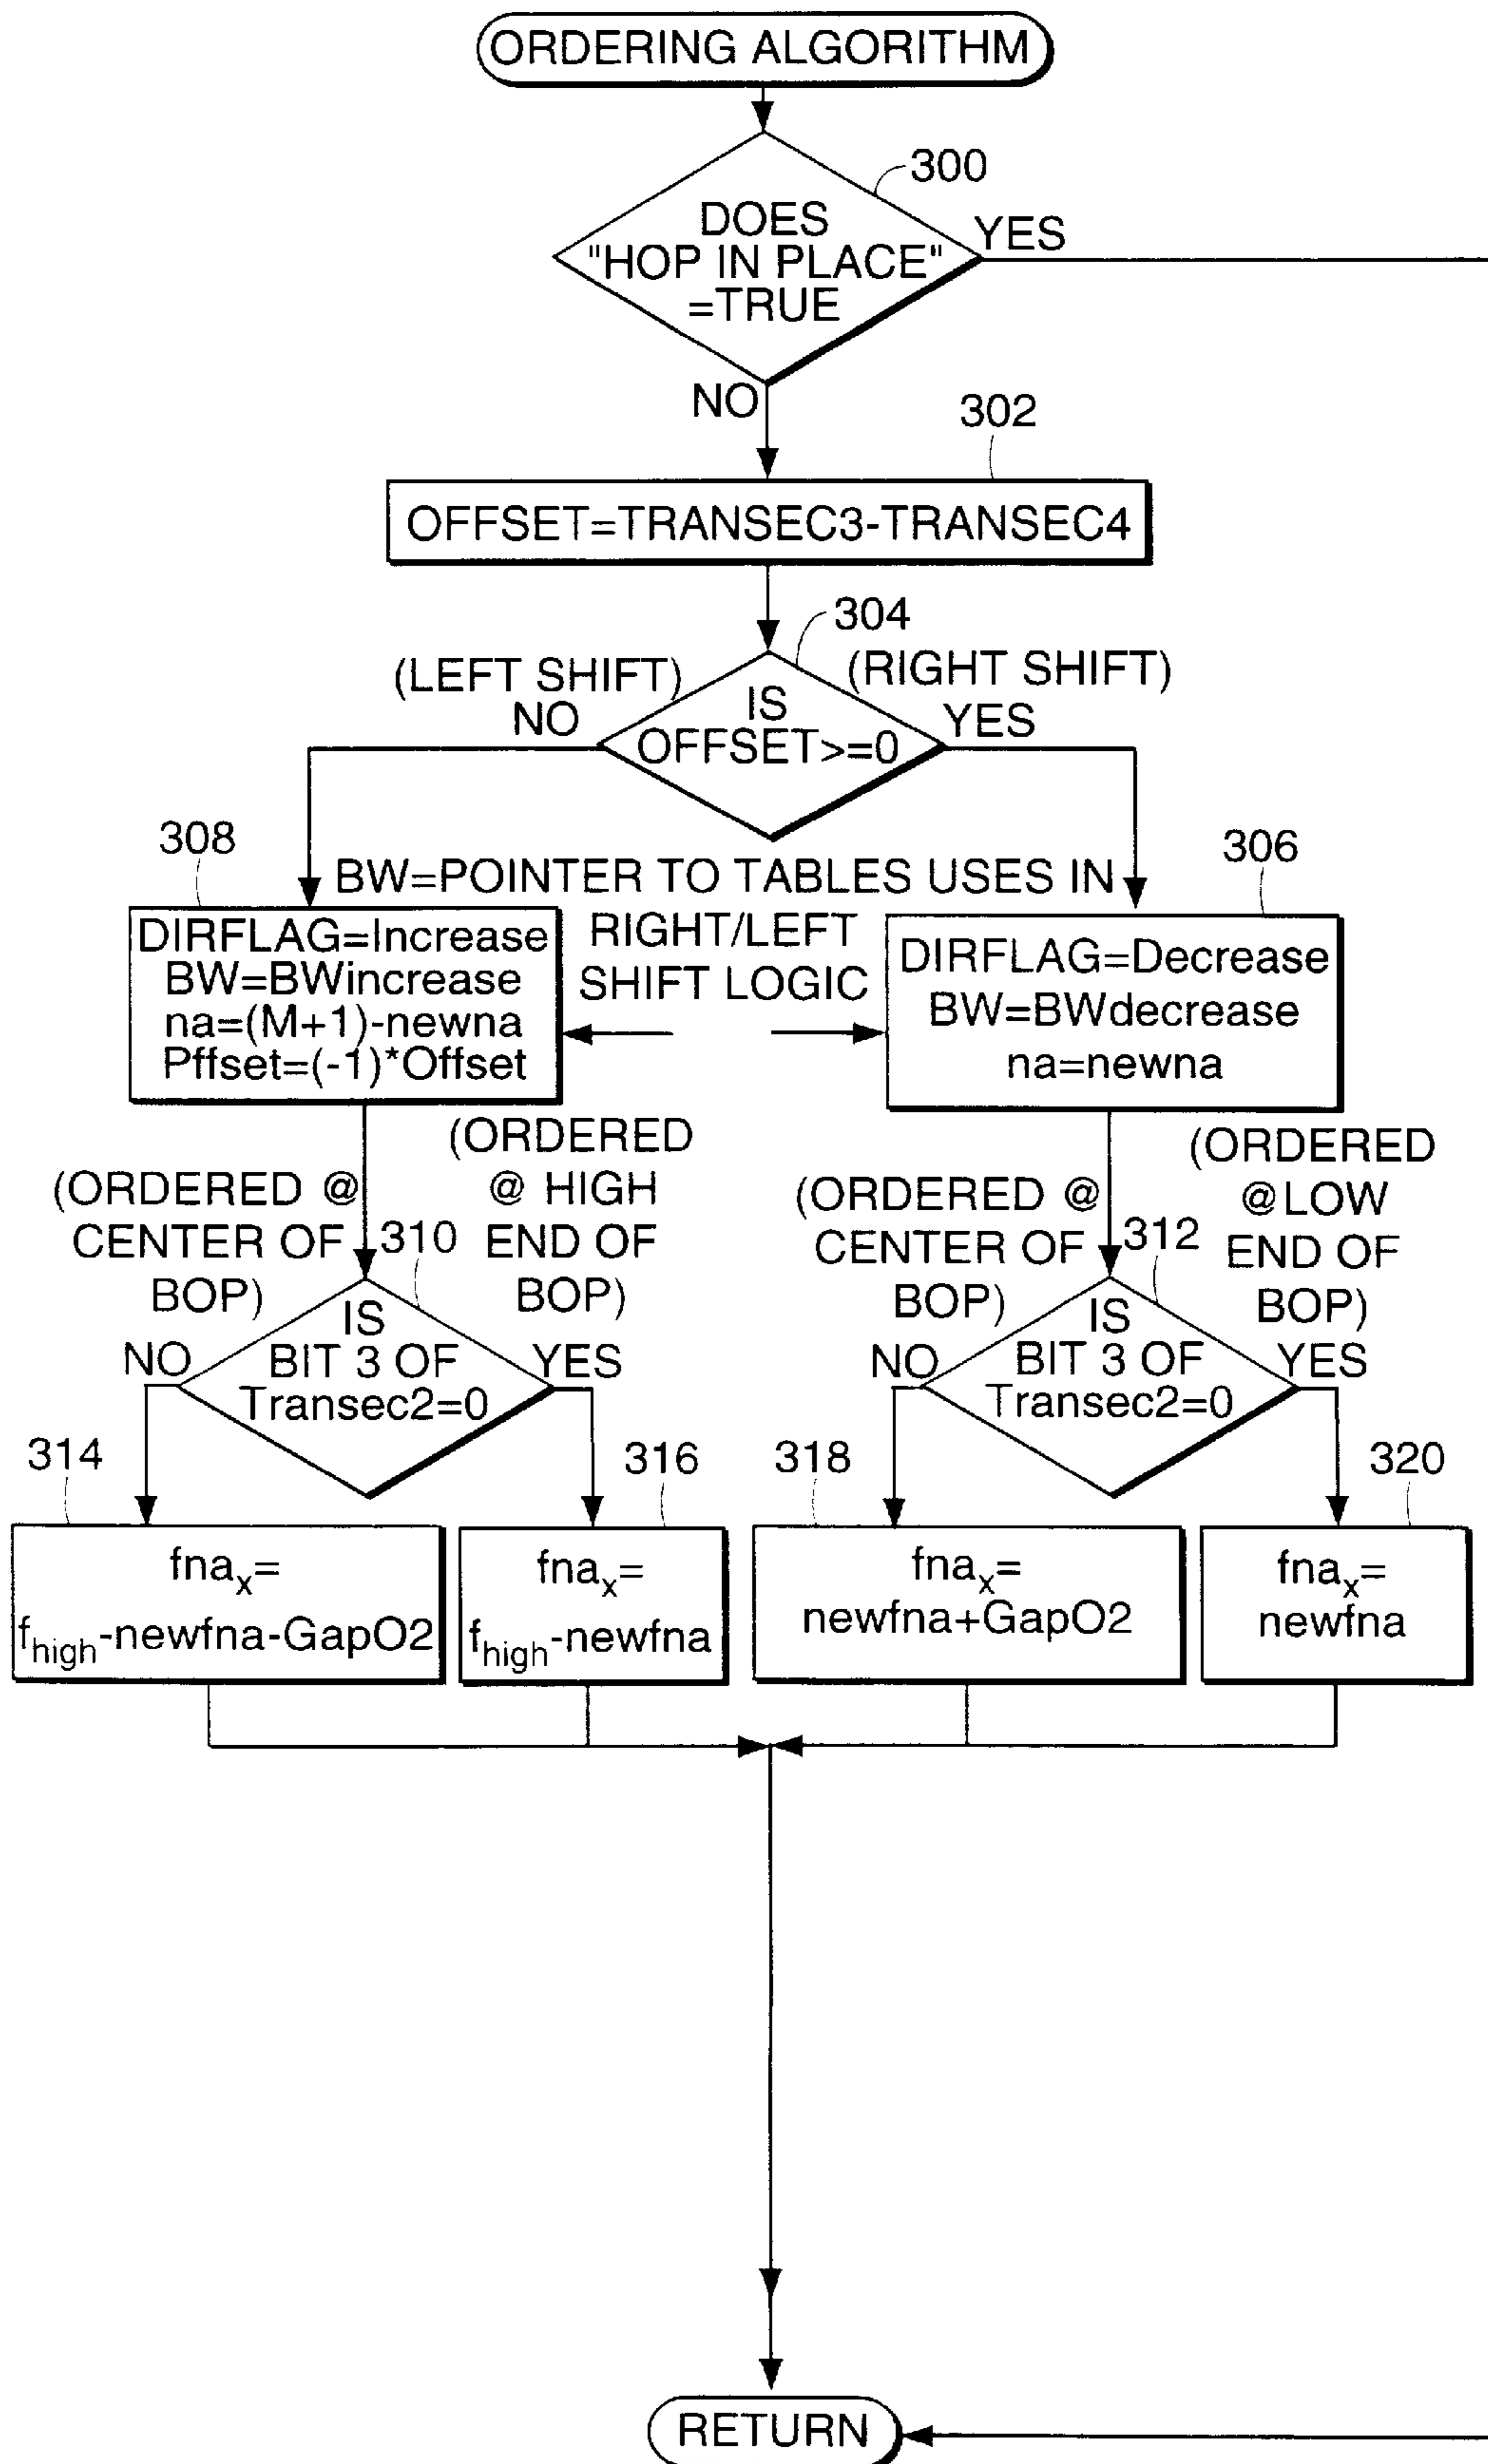 ORDERING ALGORITHM
300
DOES
"HOP IN PLACE"
=TRUE
YES
NO
302
OFFSET=TRANSEC3-TRANSEC4
304
(LEFT SHIFT)
NO
(RIGHT SHIFT)
YES
IS
OFFSET>=0
308
306
BW=POINTER TO TABLES USES IN
RIGHT/LEFT
SHIFT LOGIC
DIRFLAG=Increase
BW=BWincrease
na=(M+1)-newna
Pffset=(-1)*Offset
DIRFLAG=Decrease
BW=BWdecrease
na=newna
(ORDERED @
CENTER OF
BOP)
(ORDERED
@ HIGH
END OF
BOP)
310
NO
IS
BIT 3 OF
Transec2=0
YES
(ORDERED @
CENTER OF
BOP)
(ORDERED
@LOW
END OF
BOP)
312
NO
IS
BIT 3 OF
Transec2=0
YES
314
fnaₓ=
f_high-newfna-GapO2
316
fnaₓ=
f_high-newfna
318
fnaₓ=
newfna+GapO2
320
fnaₓ=
newfna
RETURN